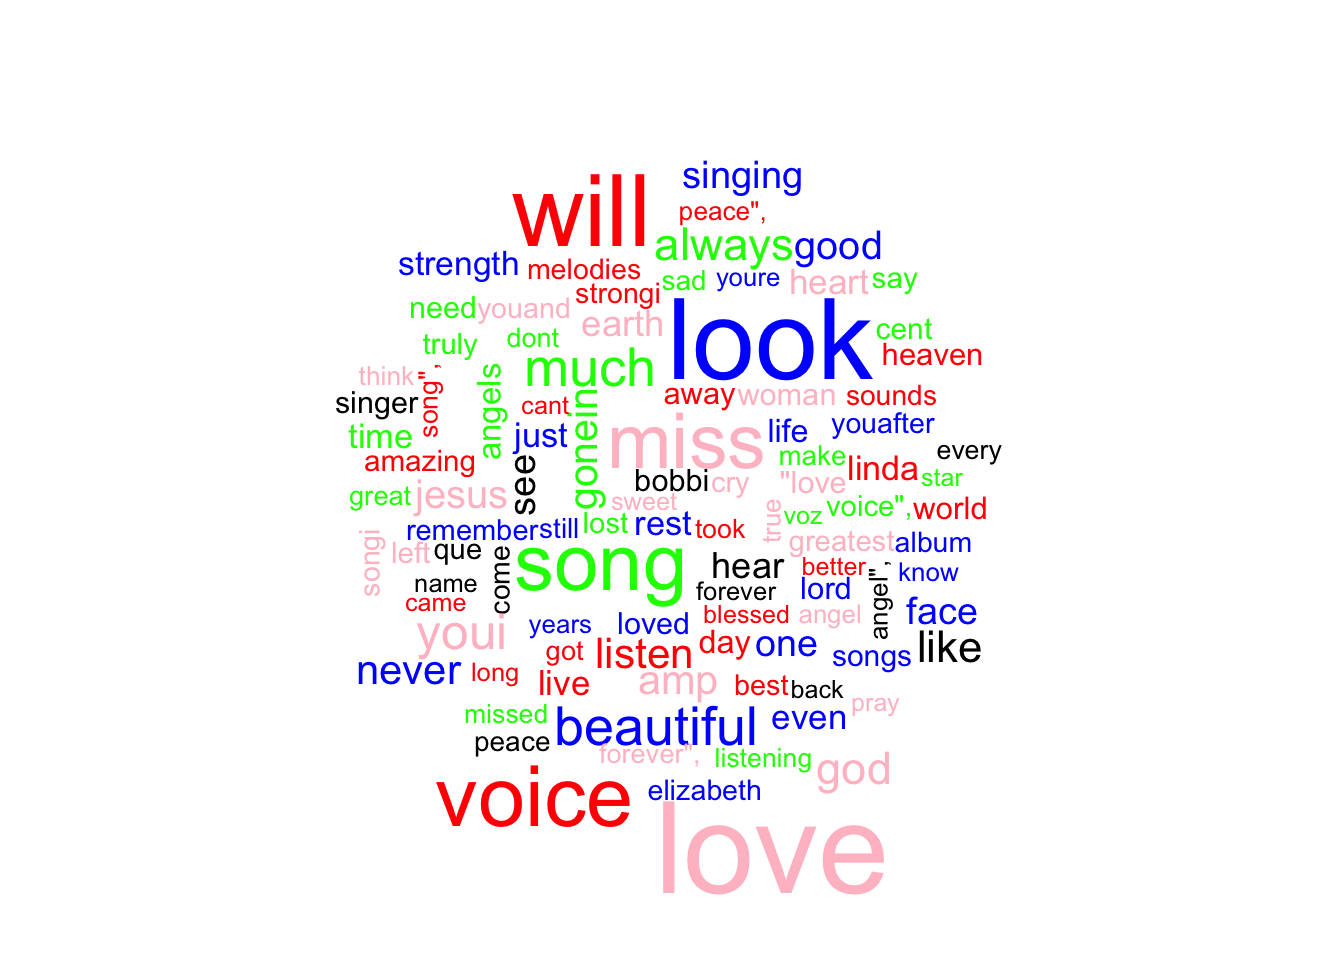 singing
will
peace",
always
good
strength
melodies
sad
youre
heart
say
strongi
need
youand
earth
look
cent
truly
dont
heaven
much
think
song",
angels
away
woman
sounds
singer
cant
gonein
miss
life
youafter
time
just
every
amazing
see
make
linda
star
bobbi
cry
"love
great
jesus
sweet
true
voz
voice",
world
remember
still
lost
rest
took
songi
left
que
song
greatest
album
name
come
hear
better
angel",
know
came
forever
lord
blessed
angel
face
youi
years
loved
got
listen
day
one
songs
like
never
long
live
amp
best
back
pray
missed
beautiful
even
peace
forever",
listening
god
voice
elizabeth
love